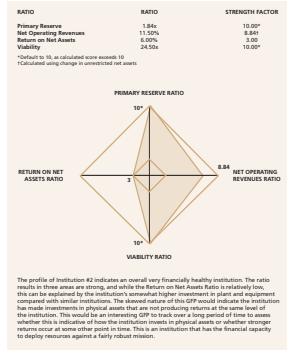 RATIO RATIO STRENGTH FACTOR
Primary Reserve 1.84x 10.00*
Net Operating Revenues 11.50% 8.84†
Return on Net Assets 6.00% 3.00
Viability 24.50x 10.00*
*Default to 10, as calculated score exceeds 10
†Calculated using change in unrestricted net assets
PRIMARY RESERVE RATIO
10*
RETURN ON NET
ASSETS RATIO
3
8.84
NET OPERATING
REVENUES RATIO
10*
VIABILITY RATIO
The profile of Institution #2 indicates an overall very financially healthy institution. The ratio
results in three areas are strong, and while the Return on Net Assets Ratio is relatively low,
this can be explained by the institution's somewhat higher investment in plant and equipment
compared with similar institutions. The skewed nature of this GFP would indicate the institution
has made investments in physical assets that are not producing returns at the same level of
the institution. This would be an interesting GFP to track over a long period of time to assess
whether this is indicative of how the institution invests in physical assets or whether stronger
returns occur at some other point in time. This is an institution that has the financial capacity
to deploy resources against a fairly robust mission.